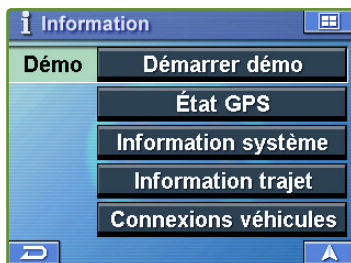 i Information
Démo Démarrer démo
État GPS
Information système
Information trajet
Connexions véhicules